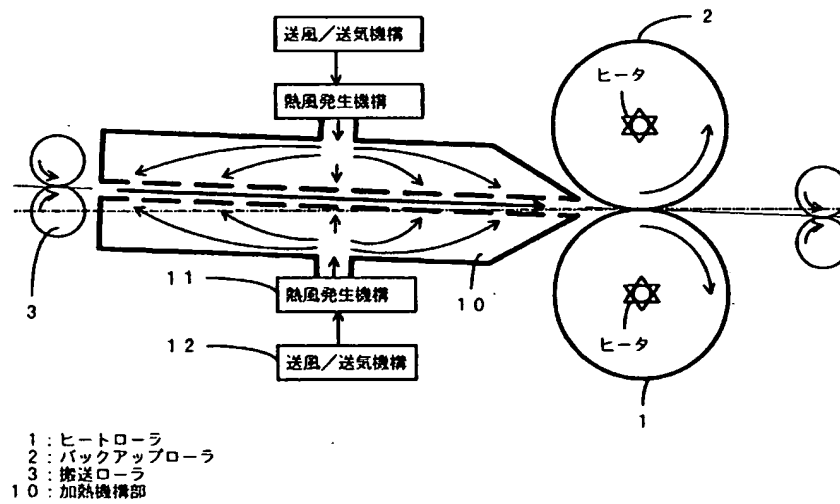 2
送風/送気機構
ヒータ
熱風発生機構
11
熱風発生機構
10
3
12
ヒータ
送風/送気機構
1
1:ヒートローラ
2:バックアップローラ
3:搬送ローラ
10:加熱機構部